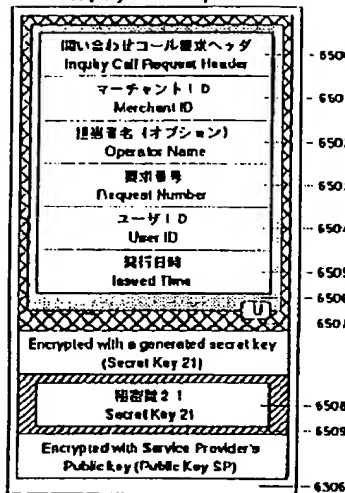 問い合わせコール要求ヘッダ
Inquiry Call Request Header
マーチャントID
Merchant ID
担当者名 (オプション)
Operator Name
要求番号
Request Number
ユーザID
User ID
発行日時
Issued Time
U
Encrypted with a generated secret key
(Secret Key 21)
秘密鍵21
Secret Key 21
Encrypted with Service Provider's
Public key (Public Key SP)
6505
6506
6508
6509
6306